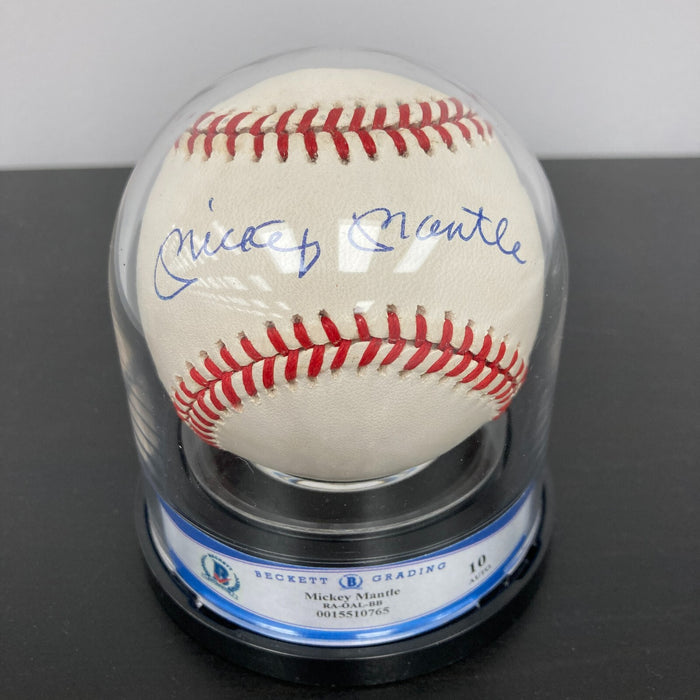 Mickey Mantle
BECKETT B GRADING
Mickey Mantle
RA-OAL-BB
0015510765
10
AUTO
B